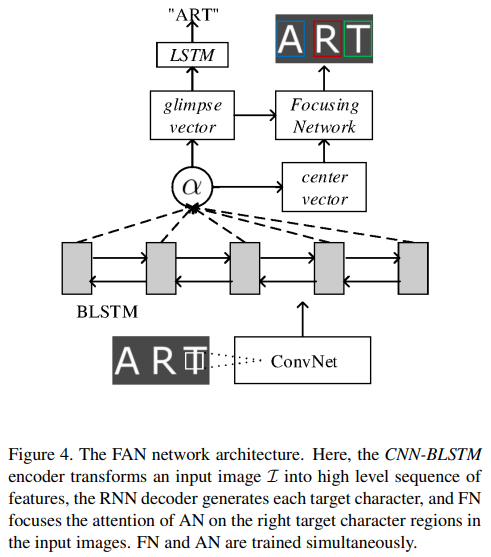 "ART"
LSTM
A R T
glimpse
vector
Focusing
Network
α
center
vector
BLSTM
A R T
ConvNet
Figure 4. The FAN network architecture. Here, the CNN-BLSTM
encoder transforms an input image I into high level sequence of
features, the RNN decoder generates each target character, and FN
focuses the attention of AN on the right target character regions in
the input images. FN and AN are trained simultaneously.